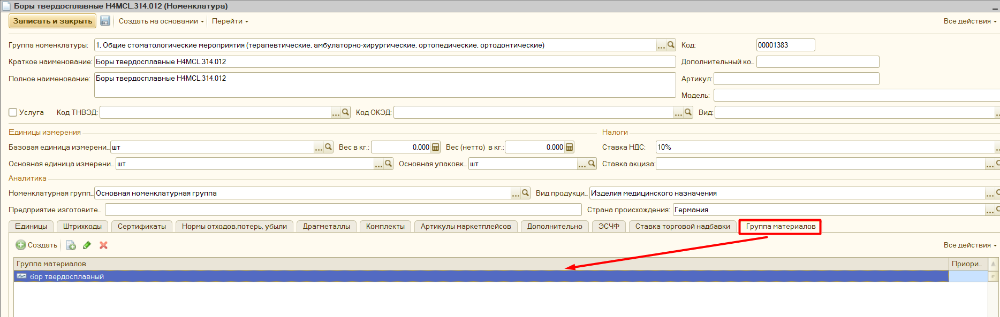 Боры твердосплавные H4MCL.314.012 (Номенклатура)
Записать и закрыть Создать на основании Перейти Все действия
Группа номенклатуры: 1, Общие стоматологические мероприятия (терапевтические, амбулаторно-хирургические, ортопедические, ортодонтические) ... Код: 00001383
Краткое наименование: Боры твердосплавные H4MCL.314.012 Дополнительный ко...
Полное наименование: Боры твердосплавные H4MCL.314.012 Артикул:
Модель:
Услуга Код ТНВЭД: ... Код ОКЭД: ... Вид: ...
Единицы измерения Налоги
Базовая единица измерени... шт ... Вес в кг.: 0,000 Вес (нетто) в кг.: 0,000 Ставка НДС: 10% ...
Основная единица измерени... шт ... Основная упаковк... шт ... Ставка акциза: ...
Аналитика
Номенклатурная групп... Основная номенклатурная группа ... Вид продукци... Изделия медицинского назначения ...
Предприятие изготовите... Страна происхождения: Германия ...
Единицы Штрихкоды Сертификаты Нормы отходов,потерь, убыли Драгметаллы Комплекты Артикулы маркетплейсов Дополнительно ЭСЧФ Ставка торговой надбавки Группа материалов
Создать Все действия
Группа материалов Приори...
бор твердосплавный